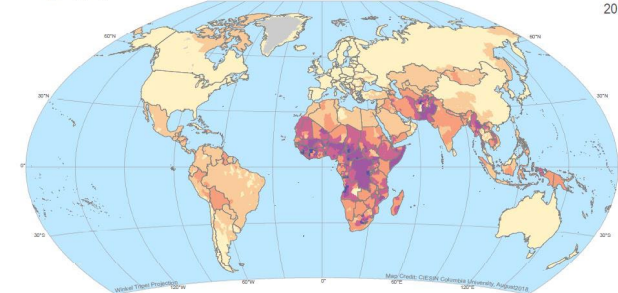 20
60°N
60°N
30°N
30°N
0°
0°
30°S
30°S
Winkel Tripel Projection
120°W
60°W
0°
60°E
120°E
Map Credit: CIESIN Columbia University, August 2018